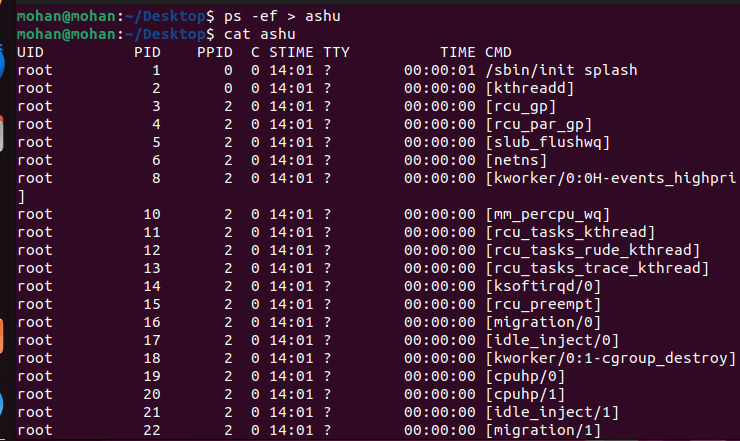 mohan@mohan:~/Desktop$ ps -ef > ashu
mohan@mohan:~/Desktop$ cat ashu
UID          PID    PPID  C STIME TTY          TIME CMD
root           1       0  0 14:01 ?        00:00:01 /sbin/init splash
root           2       0  0 14:01 ?        00:00:00 [kthreadd]
root           3       2  0 14:01 ?        00:00:00 [rcu_gp]
root           4       2  0 14:01 ?        00:00:00 [rcu_par_gp]
root           5       2  0 14:01 ?        00:00:00 [slub_flushwq]
root           6       2  0 14:01 ?        00:00:00 [netns]
root           8       2  0 14:01 ?        00:00:00 [kworker/0:0H-events_highpri
]
root          10       2  0 14:01 ?        00:00:00 [mm_percpu_wq]
root          11       2  0 14:01 ?        00:00:00 [rcu_tasks_kthread]
root          12       2  0 14:01 ?        00:00:00 [rcu_tasks_rude_kthread]
root          13       2  0 14:01 ?        00:00:00 [rcu_tasks_trace_kthread]
root          14       2  0 14:01 ?        00:00:00 [ksoftirqd/0]
root          15       2  0 14:01 ?        00:00:00 [rcu_preempt]
root          16       2  0 14:01 ?        00:00:00 [migration/0]
root          17       2  0 14:01 ?        00:00:00 [idle_inject/0]
root          18       2  0 14:01 ?        00:00:00 [kworker/0:1-cgroup_destroy]
root          19       2  0 14:01 ?        00:00:00 [cpuhp/0]
root          20       2  0 14:01 ?        00:00:00 [cpuhp/1]
root          21       2  0 14:01 ?        00:00:00 [idle_inject/1]
root          22       2  0 14:01 ?        00:00:00 [migration/1]